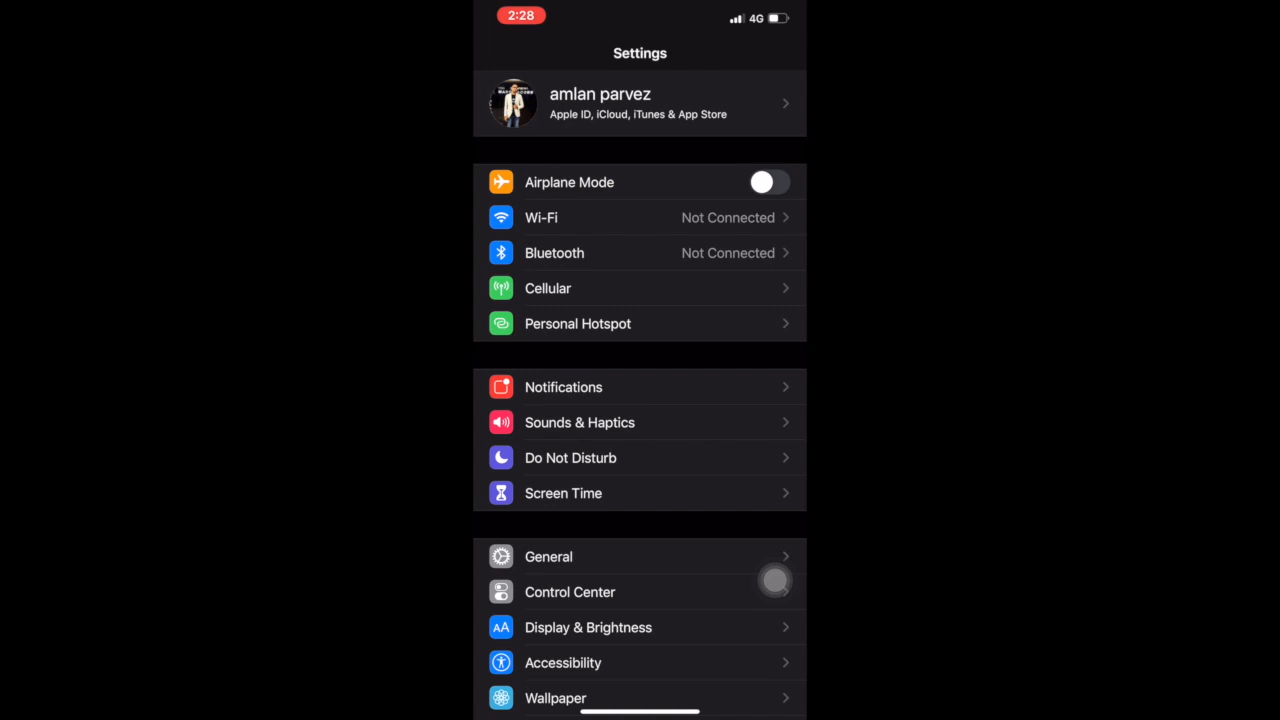 2:28
4G
Settings
amlan parvez
Apple ID, iCloud, iTunes & App Store
Airplane Mode
Wi-Fi Not Connected
Bluetooth Not Connected
Cellular
Personal Hotspot
Notifications
Sounds & Haptics
Do Not Disturb
Screen Time
General
Control Center
AA Display & Brightness
Accessibility
Wallpaper